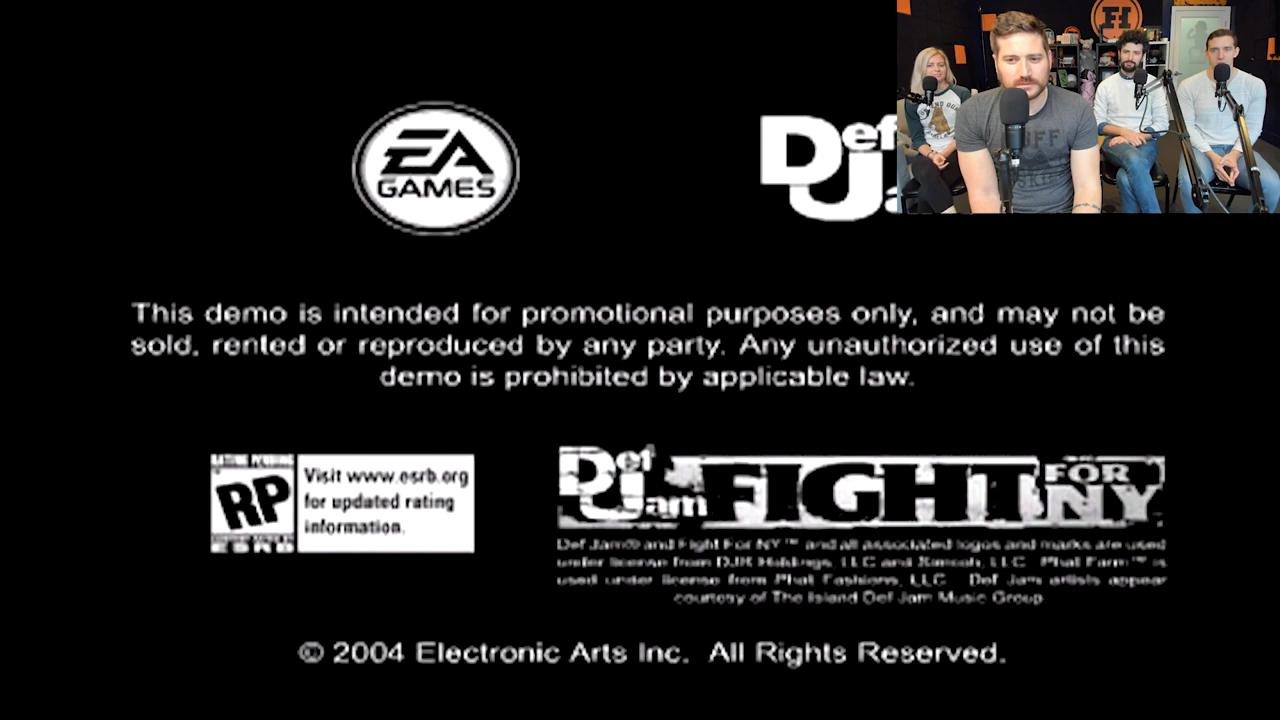 EA
GAMES
Def
Ja
This demo is intended for promotional purposes only, and may not be
sold, rented or reproduced by any party. Any unauthorized use of this
demo is prohibited by applicable law.
RATING PENDING
RP
ESRB
Visit www.esrb.org
for updated rating
information.
Def Jam FIGHT FOR NY
Def Jam® and Fight For NY™ and all associated logos and marks are used
under license from DJR Holdings, LLC and Simcoh, LLC. Phat Farm™ is
used under license from Phat Fashions, LLC. Def Jam artists appear
courtesy of The Island Def Jam Music Group
© 2004 Electronic Arts Inc. All Rights Reserved.